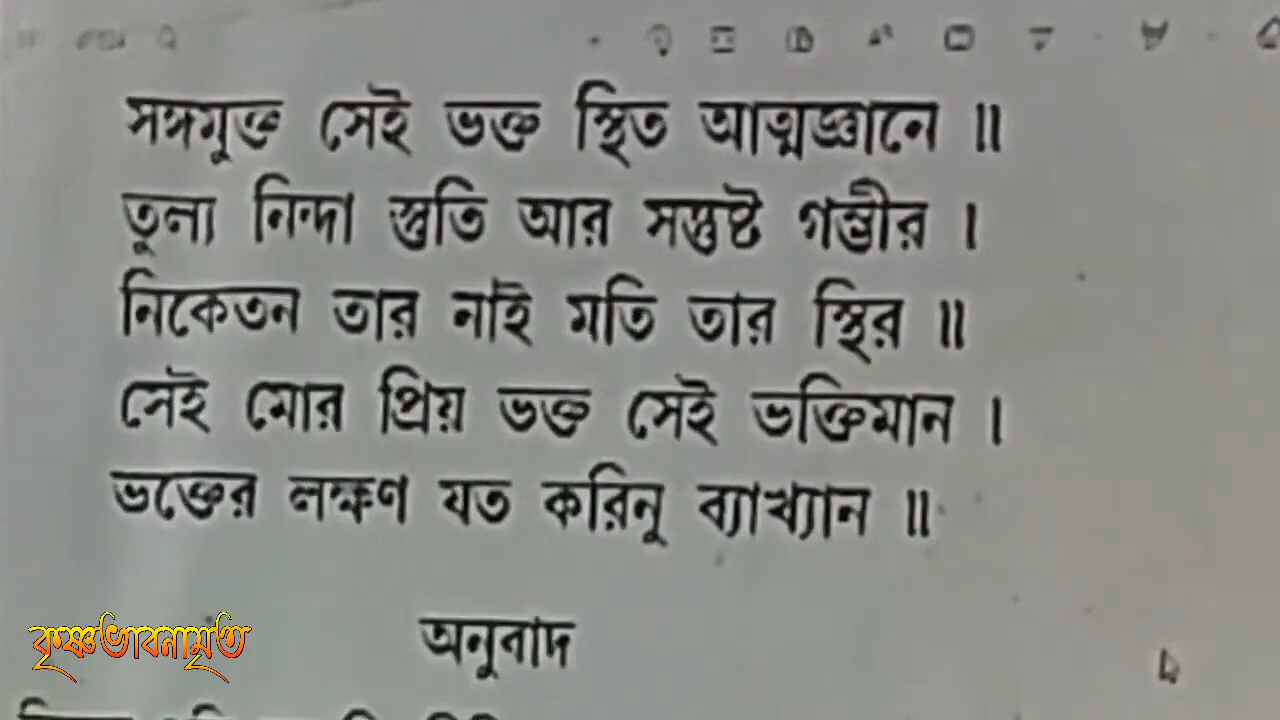 সঙ্গমুক্ত সেই ভক্ত স্থিত আত্মজ্ঞানে ॥
তুল্য নিন্দা স্তুতি আর সন্তুষ্ট গম্ভীর ।
নিকেতন তার নাই মতি তার স্থির ॥
সেই মোর প্রিয় ভক্ত সেই ভক্তিমান ।
ভক্তের লক্ষণ যত করিনু ব্যাখ্যান ॥
অনুবাদ
কৃষ্ণভাবনামৃত